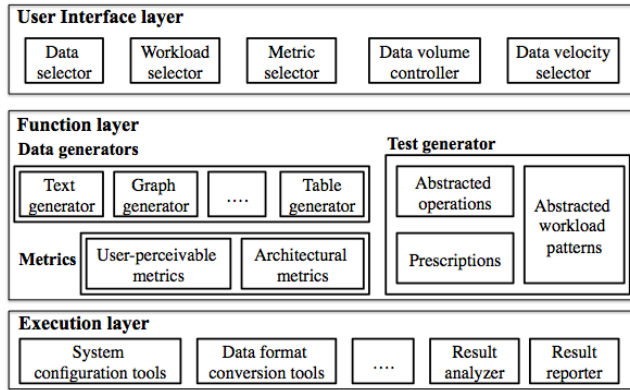 User Interface layer
Data
selector
Workload
selector
Metric
selector
Data volume
controller
Data velocity
selector
Function layer
Data generators
Text
generator
Graph
generator
....
Table
generator
Metrics
User-perceivable
metrics
Architectural
metrics
Test generator
Abstracted
operations
Prescriptions
Abstracted
workload
patterns
Execution layer
System
configuration tools
Data format
conversion tools
....
Result
analyzer
Result
reporter